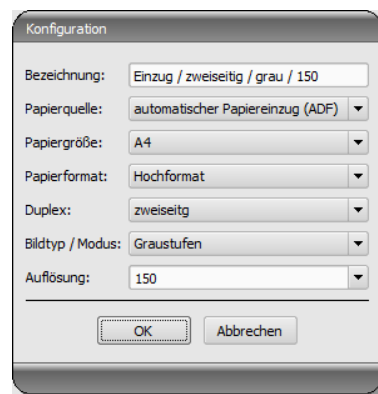 Konfiguration
Bezeichnung: Einzug / zweiseitig / grau / 150
Papierquelle: automatischer Papiereinzug (ADF)
Papiergröße: A4
Papierformat: Hochformat
Duplex: zweiseitg
Bildtyp / Modus: Graustufen
Auflösung: 150
OK Abbrechen